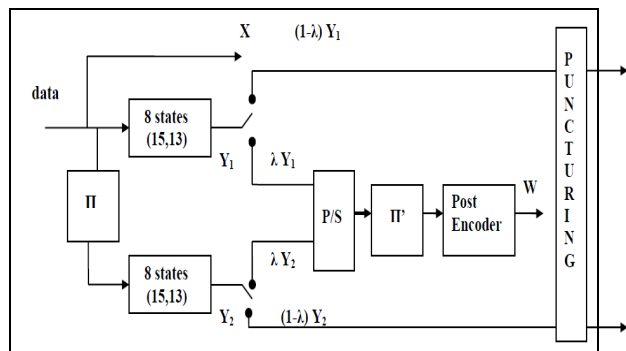 X (1-λ) Y1
data
8 states
(15,13)
Y1 λ Y1
Π
P/S
Π’
Post
Encoder
W
λ Y2
8 states
(15,13)
Y2 (1-λ) Y2
PUNCTURING